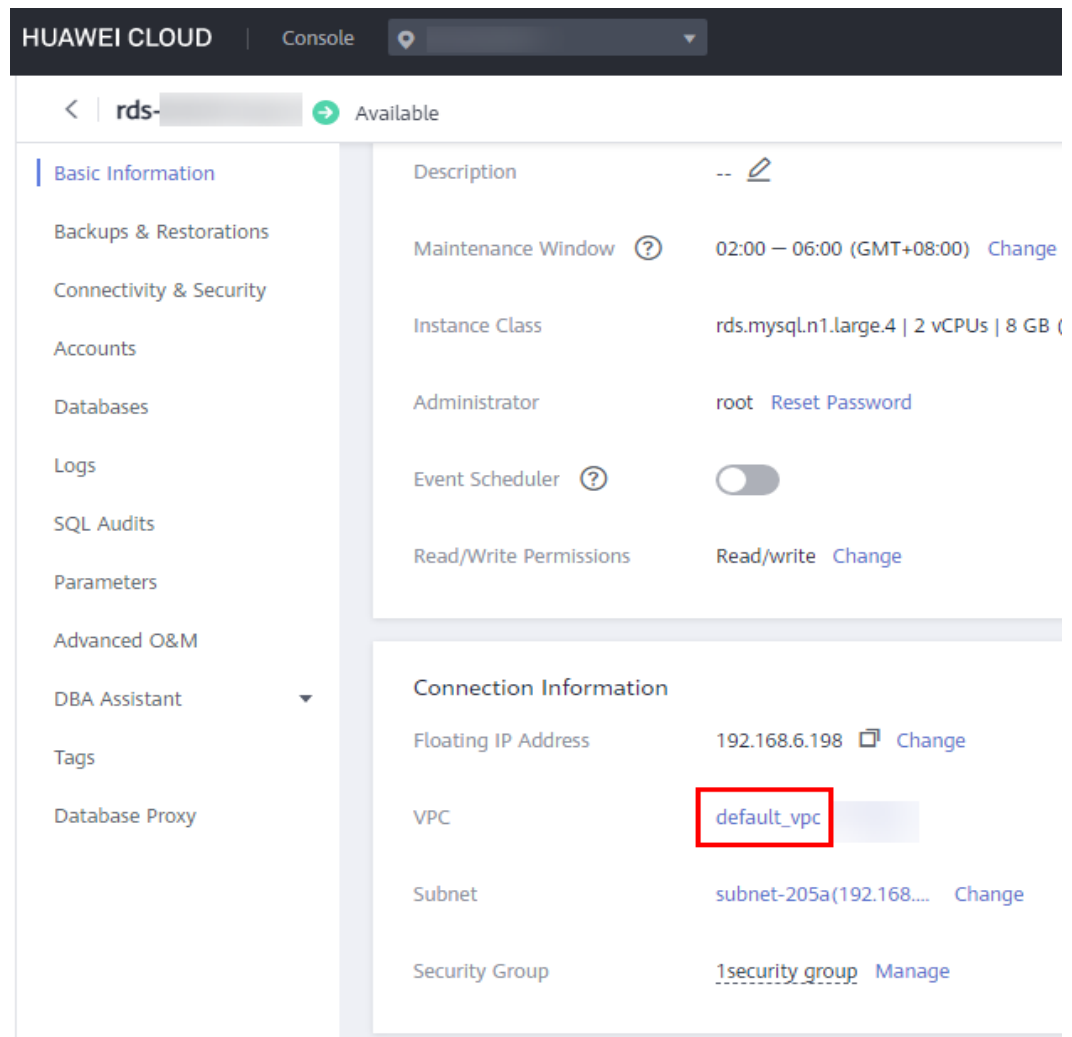 HUAWEI CLOUD | Console
rds- Available
Basic Information
Backups & Restorations
Connectivity & Security
Accounts
Databases
Logs
SQL Audits
Parameters
Advanced O&M
DBA Assistant
Tags
Database Proxy
Description --
Maintenance Window ? 02:00 — 06:00 (GMT+08:00) Change
Instance Class rds.mysql.n1.large.4 | 2 vCPUs | 8 GB (
Administrator root Reset Password
Event Scheduler ?
Read/Write Permissions Read/write Change
Connection Information
Floating IP Address 192.168.6.198 Change
VPC default_vpc
Subnet subnet-205a(192.168.... Change
Security Group 1security group Manage